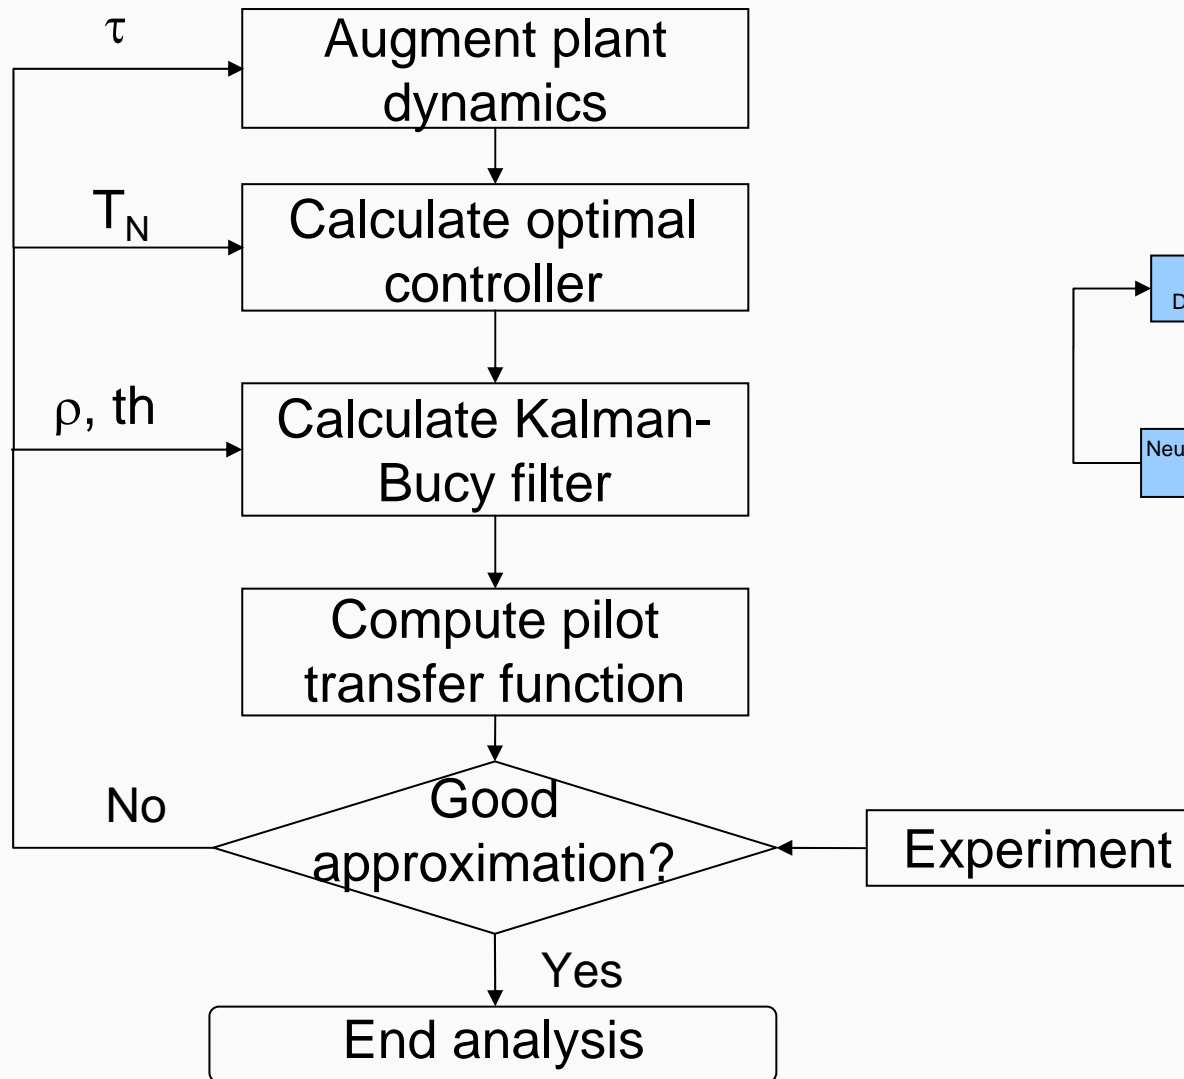 τ
Augment plant
dynamics
T_N
Calculate optimal
controller
ρ, th
Calculate Kalman-
Bucy filter
Compute pilot
transfer function
No
Good
approximation?
Experiment
Yes
End analysis
D
Neu